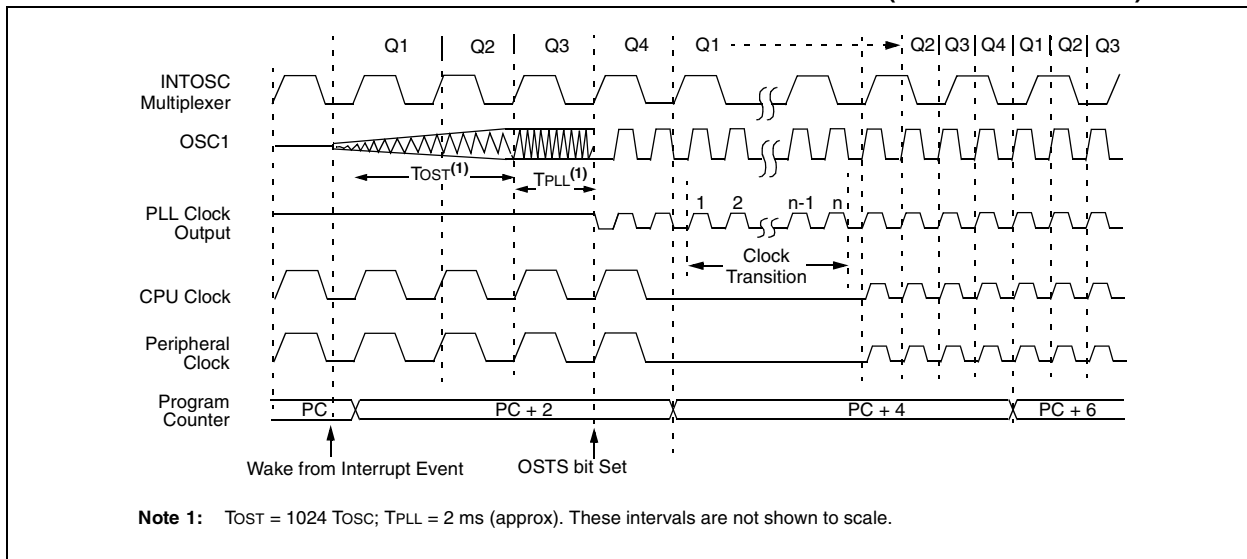 Q1 Q2 Q3 Q4 Q1 Q2 Q3 Q4 Q1 Q2 Q3
INTOSC
Multiplexer
OSC1
TOST(1) TPLL(1)
PLL Clock
Output
1 2 n-1 n
Clock
Transition
CPU Clock
Peripheral
Clock
Program
Counter
PC PC + 2 PC + 4 PC + 6
Wake from Interrupt Event OSTS bit Set
Note 1: TOST = 1024 TOSC; TPLL = 2 ms (approx). These intervals are not shown to scale.